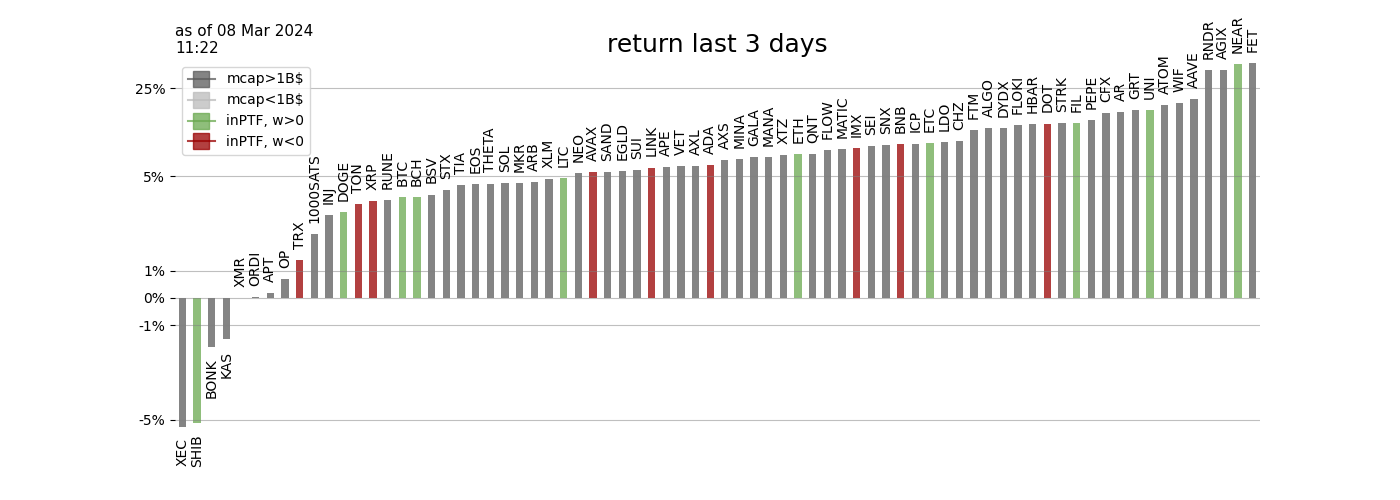 as of 08 Mar 2024
11:22
return last 3 days
mcap>1B$
mcap<1B$
inPTF, w>0
inPTF, w<0
25%
5%
1%
0%
-1%
-5%
XEC
SHIB
BONK
KAS
XMR
ORDI
APT
OP
TRX
1000SATS
INJ
DOGE
TON
XRP
RUNE
BTC
BCH
BSV
STX
TIA
EOS
THETA
SOL
MKR
ARB
XLM
LTC
NEO
AVAX
SAND
EGLD
SUI
LINK
APE
VET
AXL
ADA
AXS
MINA
GALA
MANA
XTZ
ETH
QNT
FLOW
MATIC
IMX
SEI
SNX
BNB
ICP
ETC
LDO
CHZ
FTM
ALGO
DYDX
FLOKI
HBAR
DOT
STRK
FIL
PEPE
CFX
AR
GRT
UNI
ATOM
WIF
AAVE
RNDR
AGIX
NEAR
FET